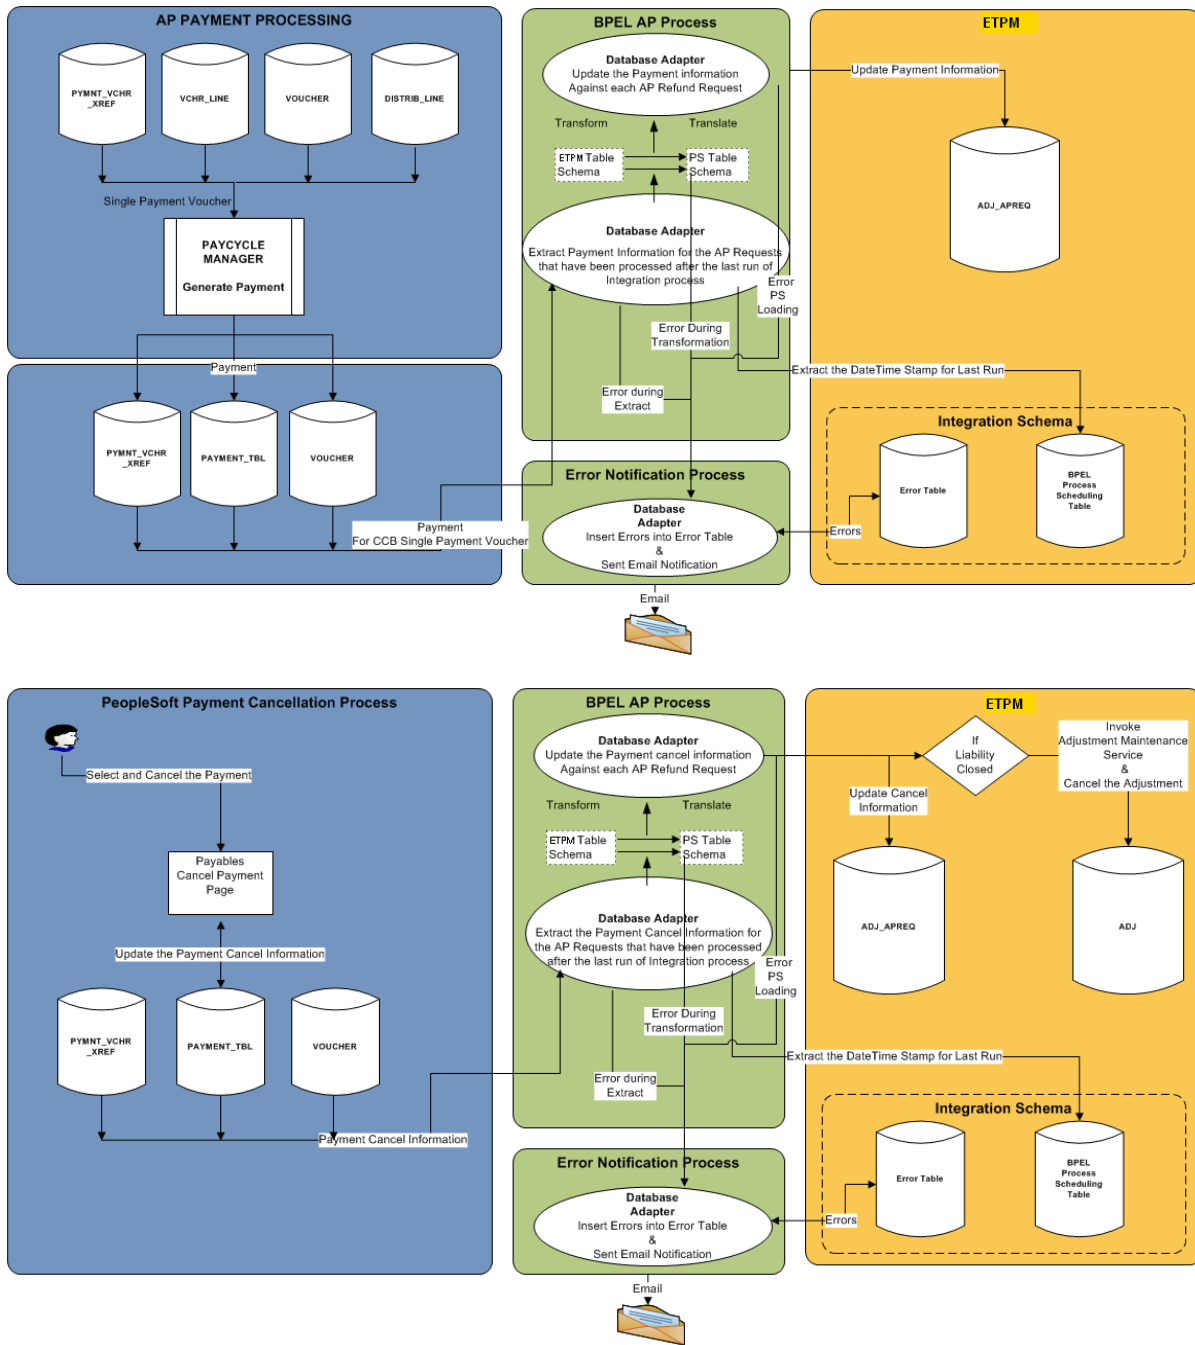 AP PAYMENT PROCESSING
PYMNT_VCHR
_XREF
VCHR_LINE
VOUCHER
DISTRIB_LINE
Single Payment Voucher
PAYCYCLE
MANAGER
Generate Payment
Payment
PYMNT_VCHR
_XREF
PAYMENT_TBL
VOUCHER
Payment
For CCB Single Payment Voucher
BPEL AP Process
Database Adapter
Update the Payment information
Against each AP Refund Request
Transform
Translate
ETPM Table
Schema
PS Table
Schema
Database Adapter
Extract Payment Information for the AP Requests
that have been processed after the last run of
Integration process
Error
PS
Loading
Error During
Transformation
Error during
Extract
Error Notification Process
Database
Adapter
Insert Errors into Error Table
&
Sent Email Notification
Email
ETPM
Update Payment Information
ADJ_APREQ
Extract the DateTime Stamp for Last Run
Integration Schema
Error Table
BPEL
Process
Scheduling
Table
Errors
PeopleSoft Payment Cancellation Process
Select and Cancel the Payment
Payables
Cancel Payment
Page
Update the Payment Cancel Information
PYMNT_VCHR
_XREF
PAYMENT_TBL
VOUCHER
Payment Cancel Information
BPEL AP Process
Database Adapter
Update the Payment cancel information
Against each AP Refund Request
Transform
Translate
ETPM Table
Schema
PS Table
Schema
Database Adapter
Extract the Payment Cancel Information for
the AP Requests that have been processed
after the last run of Integration process
Error
PS
Loading
Error During
Transformation
Error during
Extract
Error Notification Process
Database
Adapter
Insert Errors into Error Table
&
Sent Email Notification
Email
ETPM
If
Liability
Closed
Invoke
Adjustment Maintenance
Service
&
Cancel the Adjustment
Update Cancel
Information
ADJ_APREQ
ADJ
Extract the DateTime Stamp for Last Run
Integration Schema
Error Table
BPEL
Process
Scheduling
Table
Errors